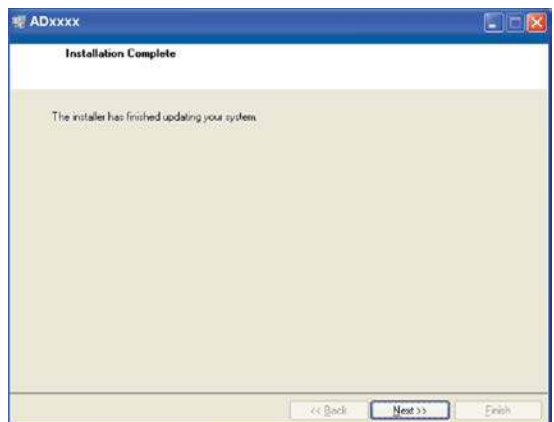 ADxxxx
Installation Complete
The installer has finished updating your system.
<< Back Next >> Finish